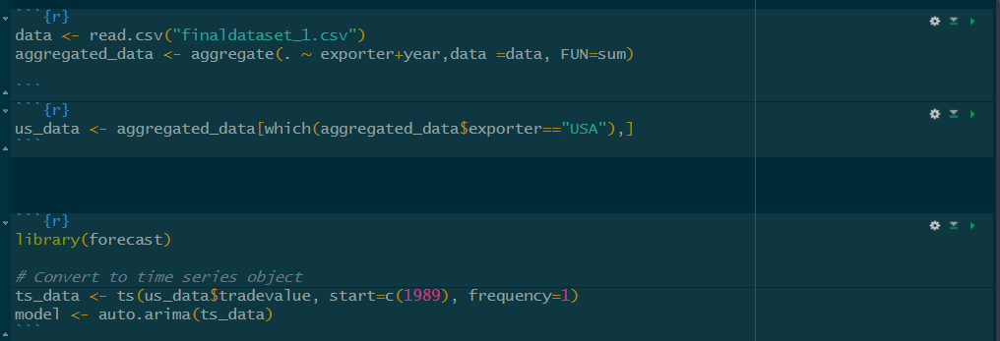 ```{r}
data <- read.csv("finaldataset_1.csv")
aggregated_data <- aggregate(. ~ exporter+year,data =data, FUN=sum)
```
```{r}
us_data <- aggregated_data[which(aggregated_data$exporter=="USA"),]
```
```{r}
library(forecast)
# Convert to time series object
ts_data <- ts(us_data$tradevalue, start=c(1989), frequency=1)
model <- auto.arima(ts_data)
```